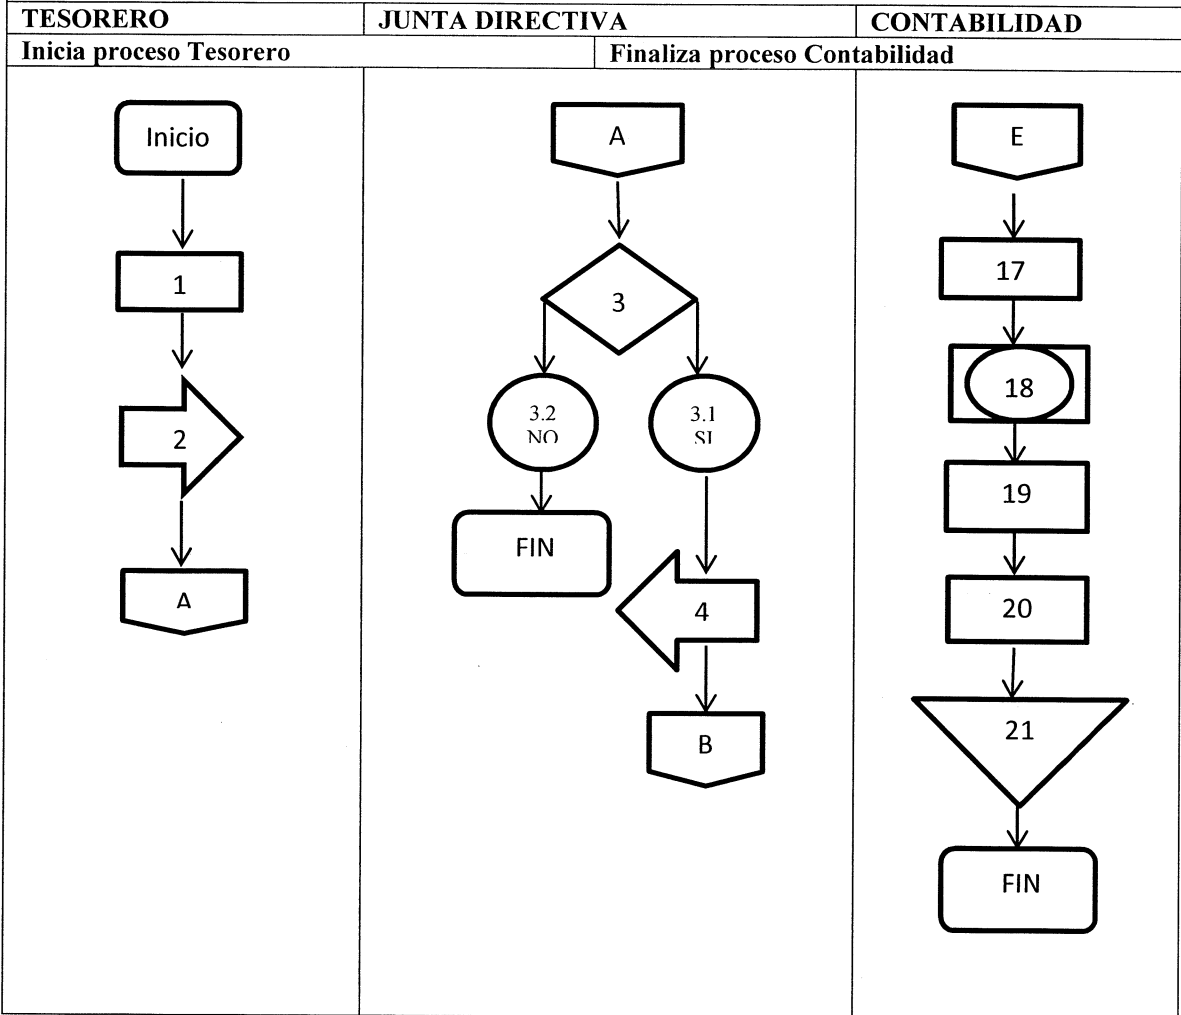 TESORERO
JUNTA DIRECTIVA
CONTABILIDAD
Inicia proceso Tesorero
Finaliza proceso Contabilidad
Inicio
1
2
A
A
3
3.2
NO
3.1
SI
FIN
4
B
E
17
18
19
20
21
FIN